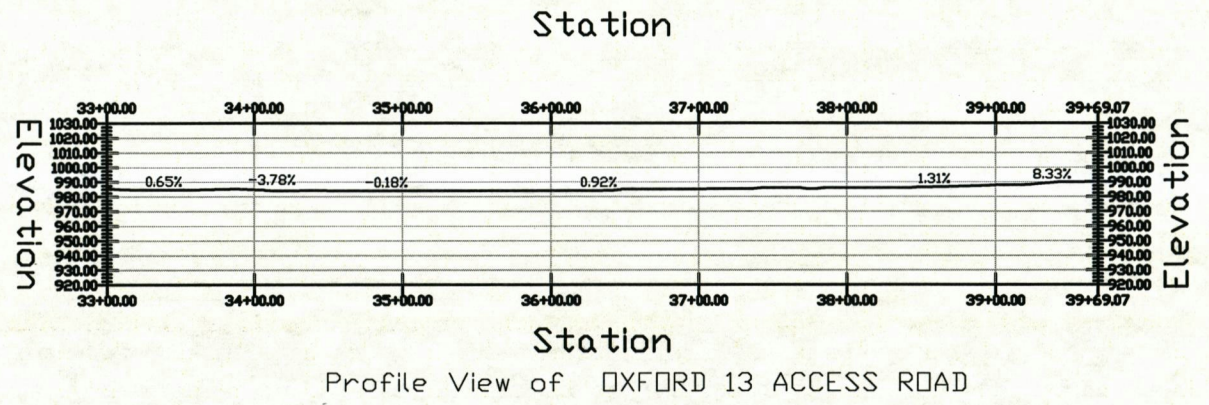 Station
33+00.00 34+00.00 35+00.00 36+00.00 37+00.00 38+00.00 39+00.00 39+69.07
Elevation
1030.00 1030.00
1020.00 1020.00
1010.00 1010.00
1000.00 1000.00
990.00 0.65% -3.78% -0.18% 0.92% 1.31% 8.33% 990.00
980.00 980.00
970.00 970.00
960.00 960.00
950.00 950.00
940.00 940.00
930.00 930.00
920.00 920.00
Elevation
33+00.00 34+00.00 35+00.00 36+00.00 37+00.00 38+00.00 39+00.00 39+69.07
Station
Profile View of OXFORD 13 ACCESS ROAD